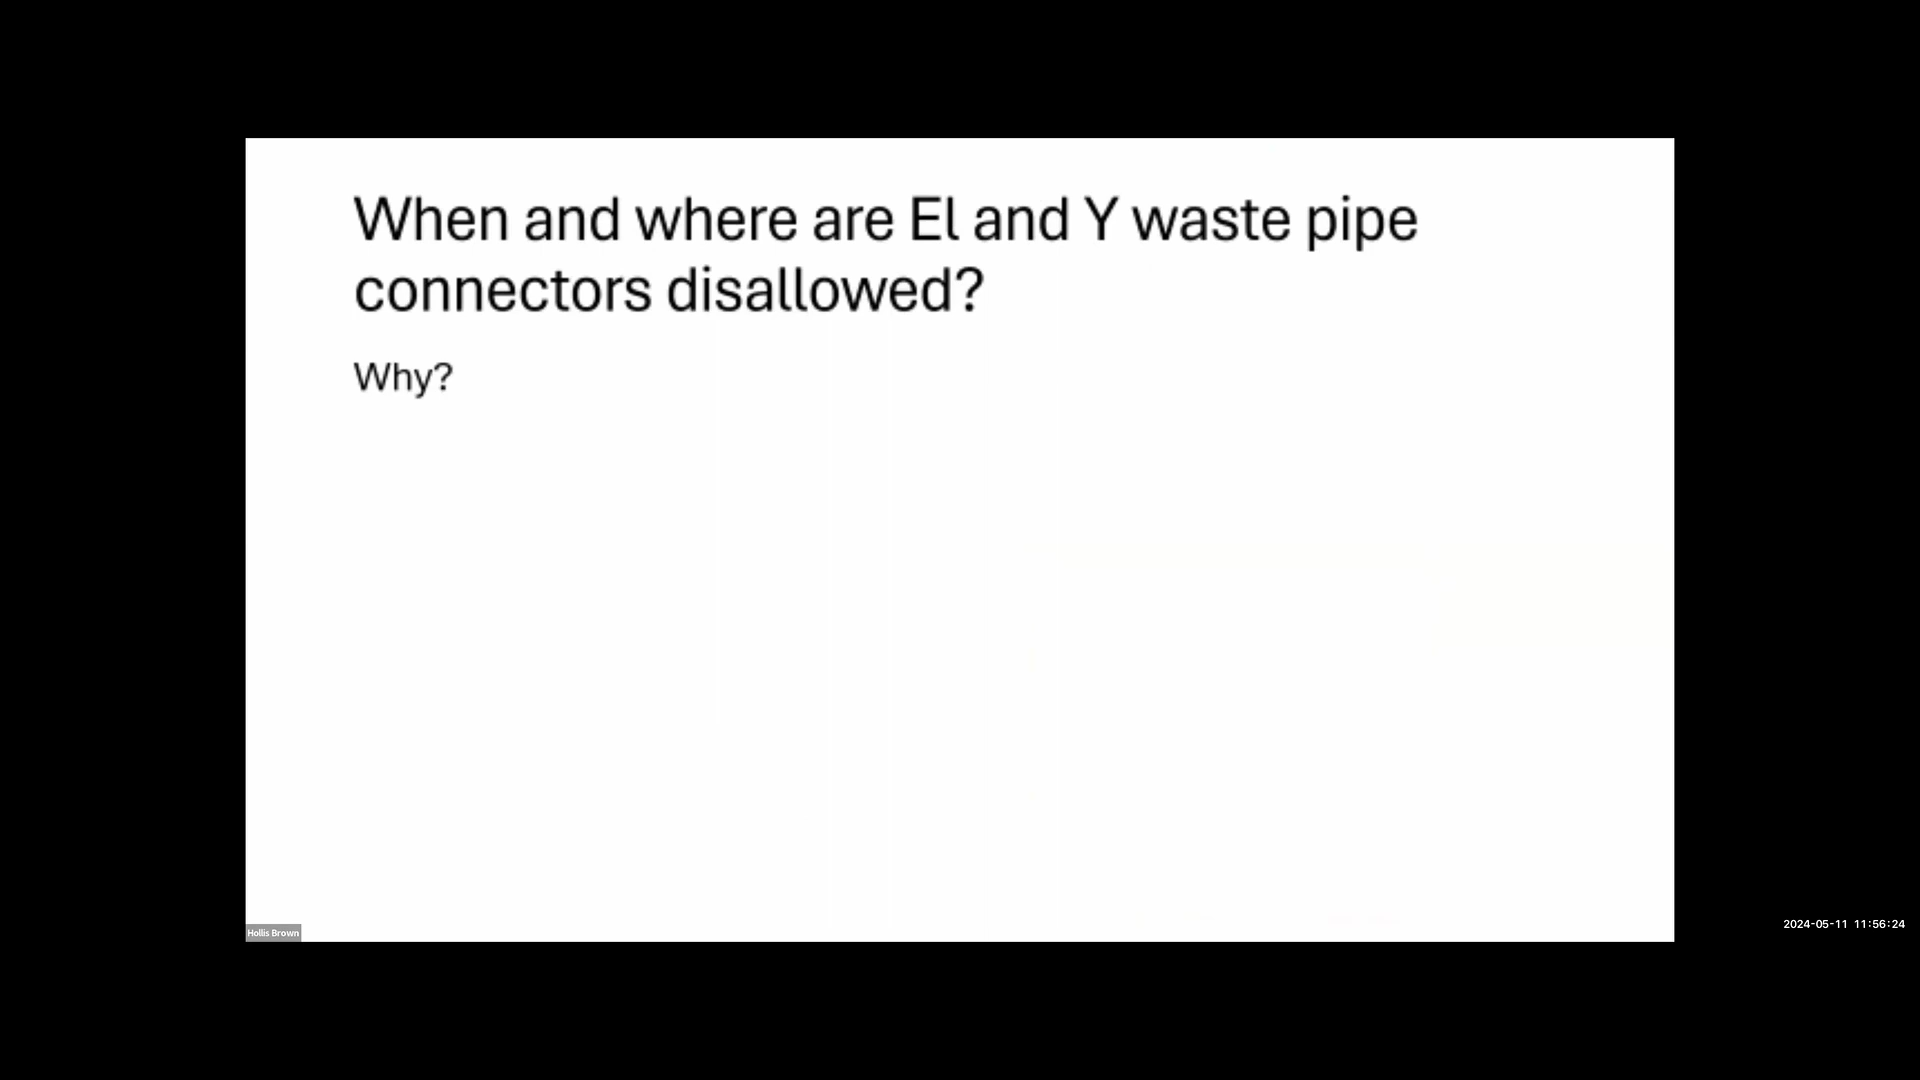 When and where are El and Y waste pipe
connectors disallowed?
Why?
Hollis Brown
2024-05-11 11:56:24